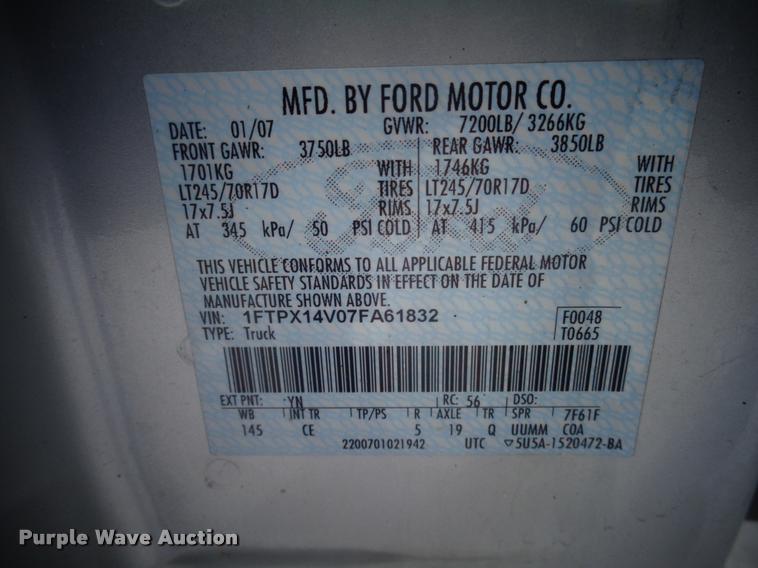 MFD. BY FORD MOTOR CO.
DATE: 01/07 GVWR: 7200LB/ 3266KG
FRONT GAWR: 3750LB REAR GAWR: 3850LB
1701KG WITH 1746KG WITH
LT245/70R17D TIRES LT245/70R17D TIRES
17x7.5J RIMS 17x7.5J RIMS
AT 345 kPa/ 50 PSI COLD AT 415 kPa/ 60 PSI COLD
THIS VEHICLE CONFORMS TO ALL APPLICABLE FEDERAL MOTOR
VEHICLE SAFETY STANDARDS IN EFFECT ON THE DATE OF
MANUFACTURE SHOWN ABOVE.
VIN: 1FTPX14V07FA61832 F0048
TYPE: Truck T0665
EXT PNT: YN RC: 56 DSO:
WB INT TR TP/PS R AXLE TR SPR 7F61F
145 CE 5 19 Q UUMM COA
2200701021942 UTC ▽5U5A-1520472-BA
Purple Wave Auction